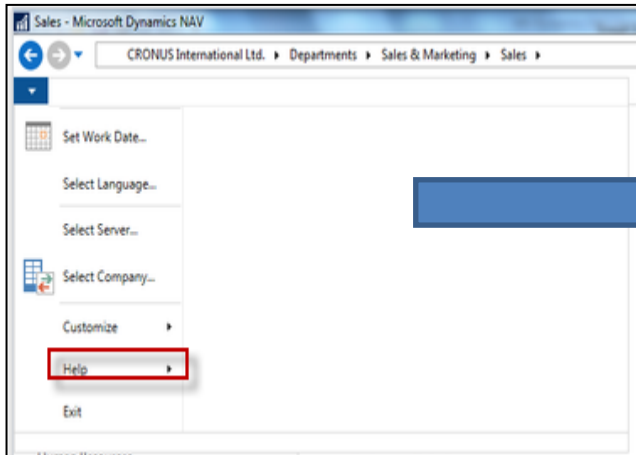 Sales - Microsoft Dynamics NAV
CRONUS International Ltd. ▸ Departments ▸ Sales & Marketing ▸ Sales ▸
Set Work Date...
Select Language...
Select Server...
Select Company...
Customize
Help
Exit